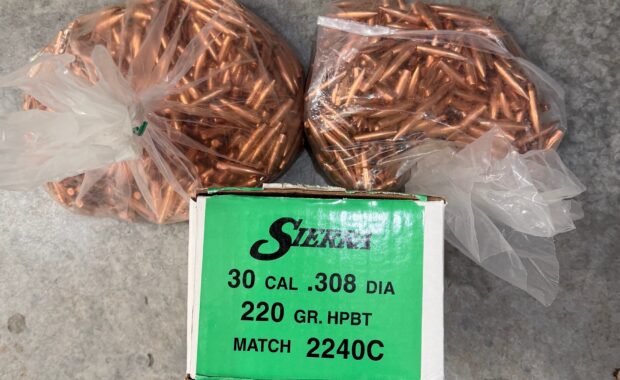 SIERRA
30 CAL .308 DIA
220 GR. HPBT
MATCH 2240C